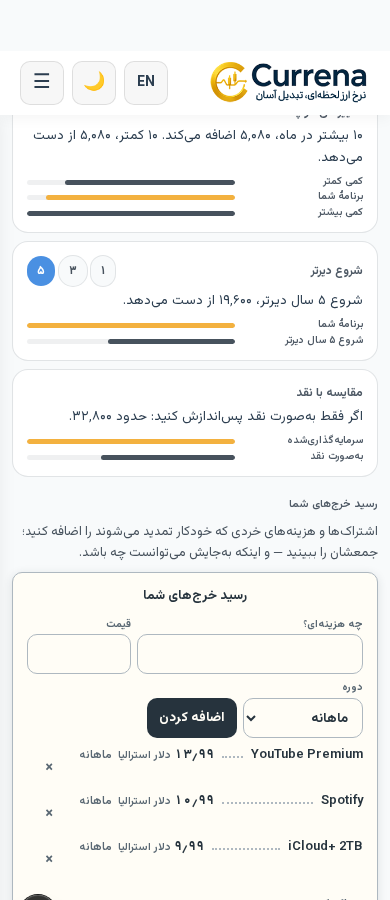 Currena
نرخ ارز لحظه‌ای، تبدیل آسان
EN
۱۰ بیشتر در ماه، ۵٬۰۸۰ اضافه می‌کند. ۱۰ کمتر، ۵٬۰۸۰ از دست
می‌دهد.
کمی کمتر
برنامهٔ شما
کمی بیشتر
شروع دیرتر
۱ ۳ ۵
شروع ۵ سال دیرتر، ۱۹٬۶۰۰ از دست می‌دهد.
برنامهٔ شما
شروع ۵ سال دیرتر
مقایسه با نقد
اگر فقط به‌صورت نقد پس‌اندازش کنید: حدود ۳۲٬۸۰۰.
سرمایه‌گذاری‌شده
به‌صورت نقد
رسید خرج‌های شما
اشتراک‌ها و هزینه‌های خردی که خودکار تمدید می‌شوند را اضافه کنید؛
جمعشان را ببینید — و اینکه به‌جایش می‌توانست چه باشد.
رسید خرج‌های شما
چه هزینه‌ای؟
قیمت
دوره
ماهانه
اضافه کردن
YouTube Premium ۱۳٫۹۹ دلار استرالیا ماهانه
×
Spotify ۱۰٫۹۹ دلار استرالیا ماهانه
×
iCloud+ 2TB ۹٫۹۹ دلار استرالیا ماهانه
×